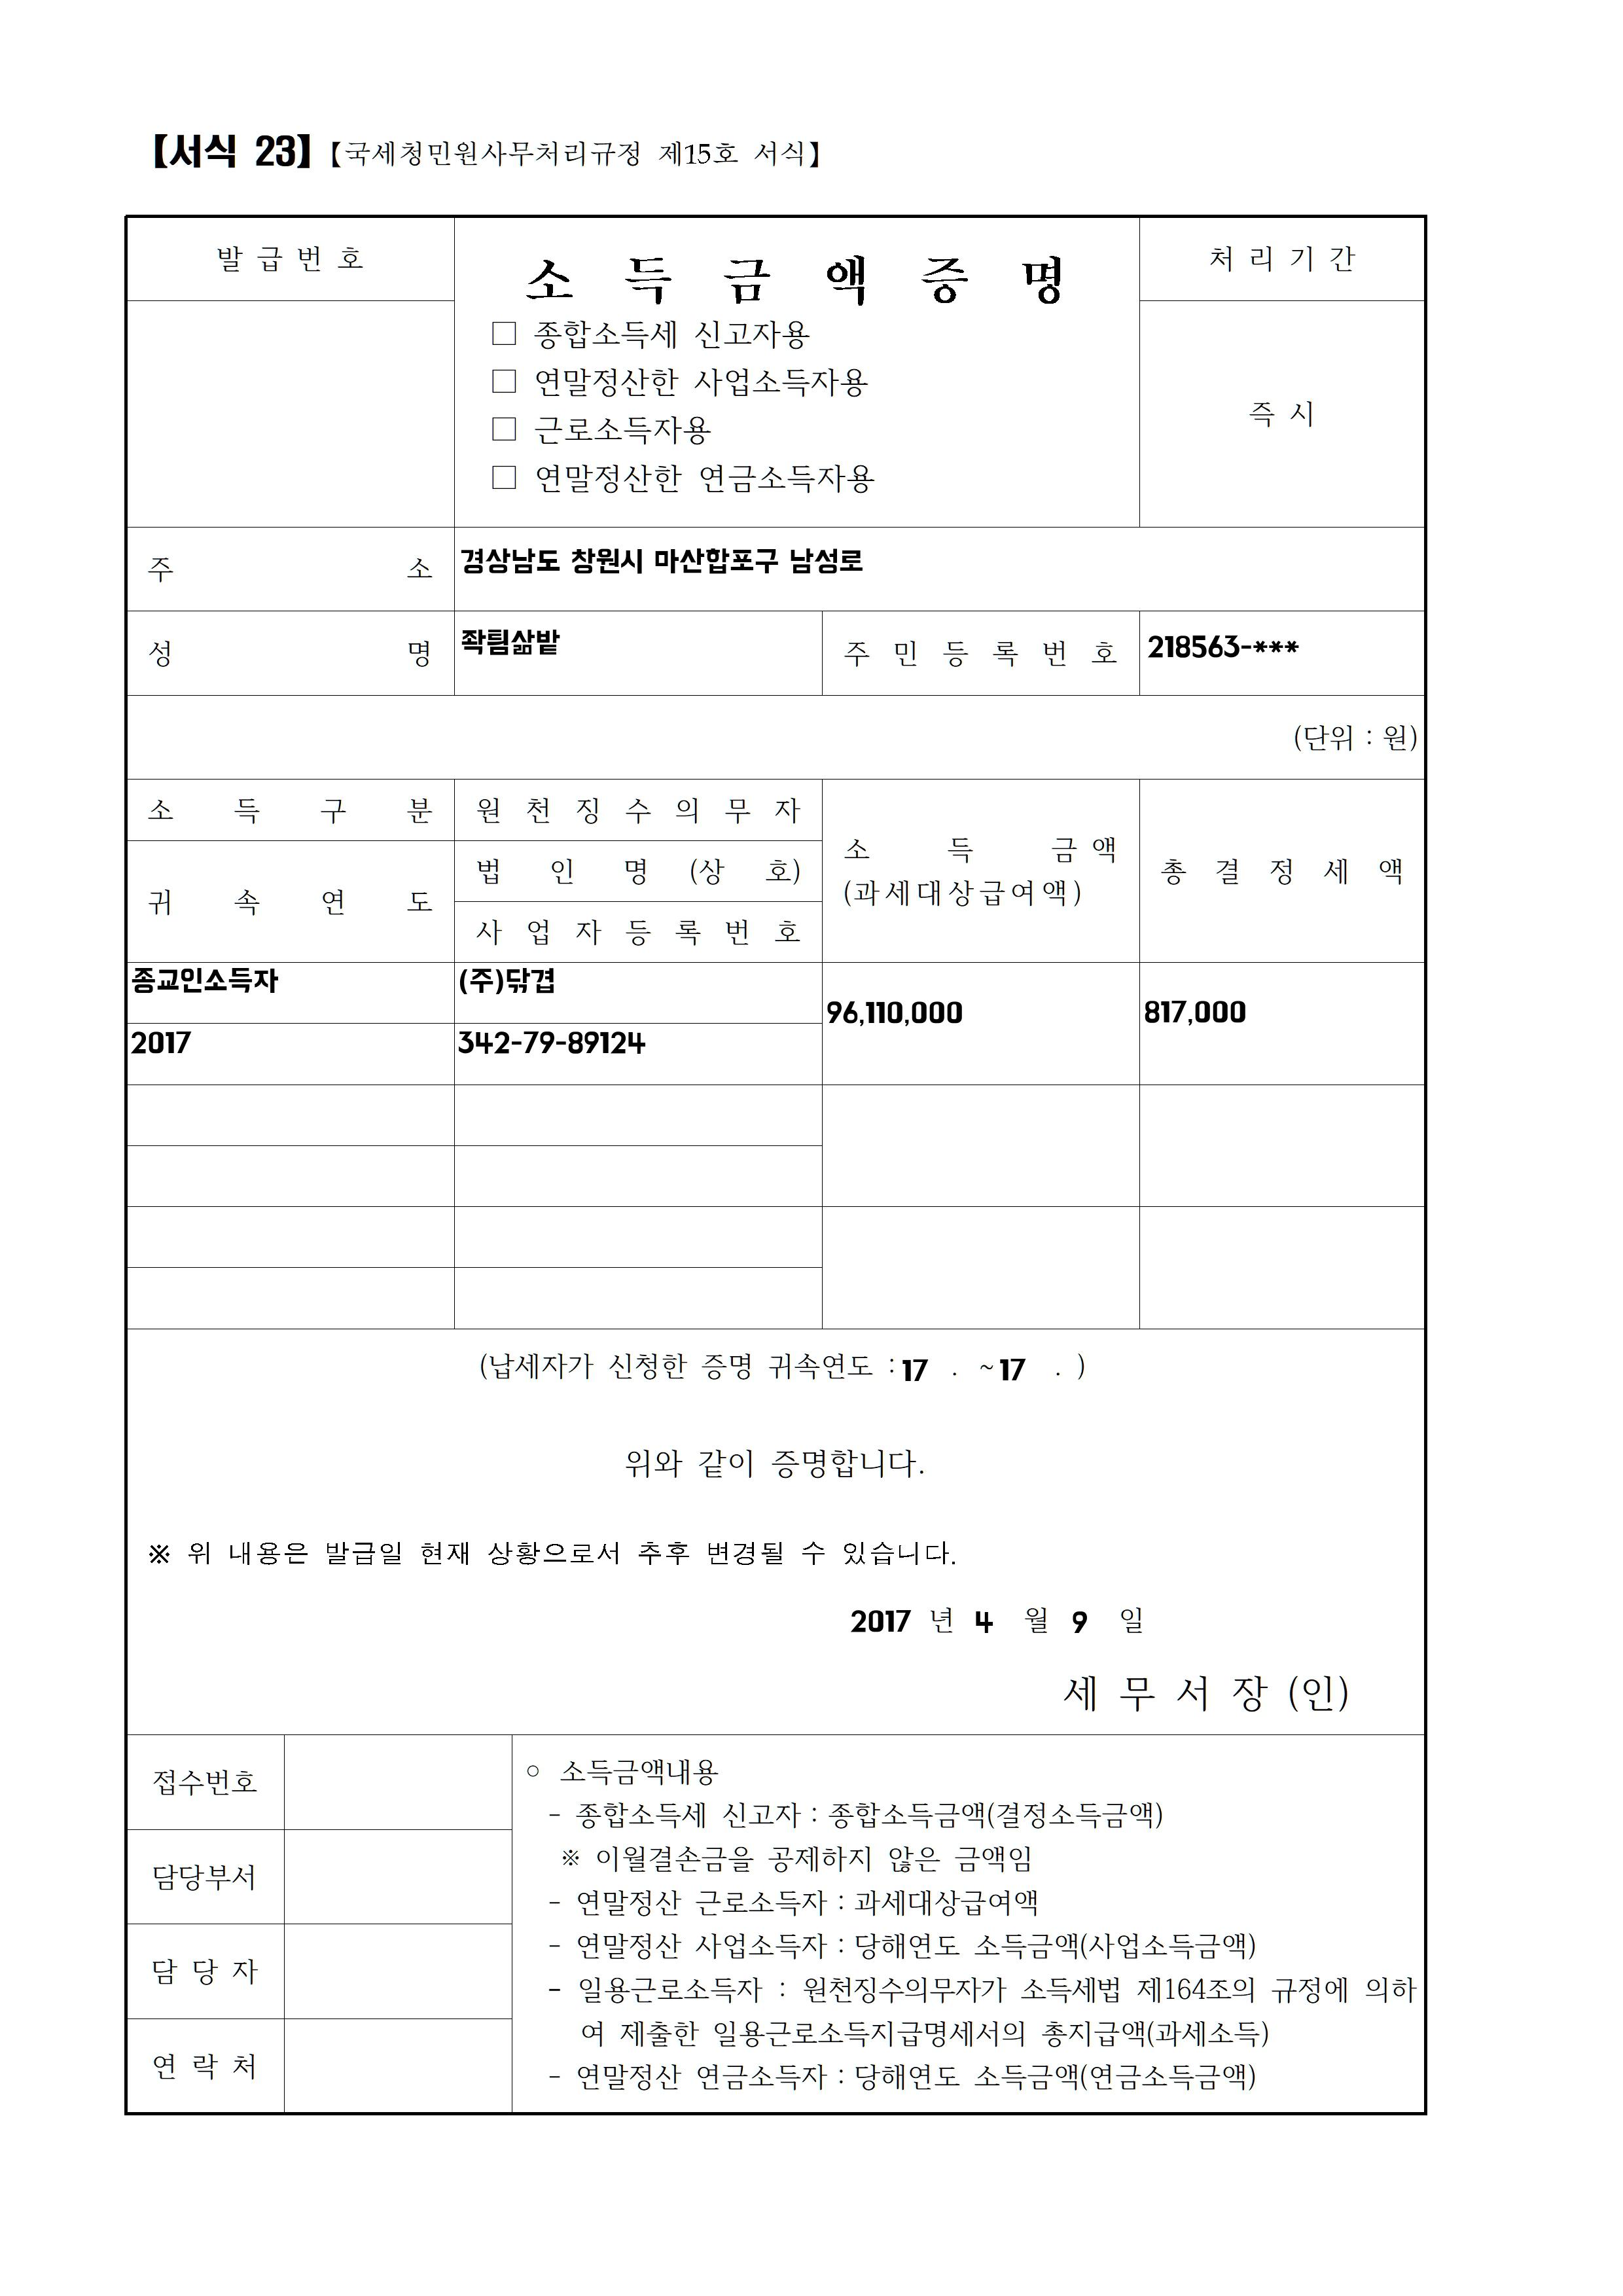 【서식 23】【국세청민원사무처리규정 제15호 서식】
발급번호
소득금액증명
처리기간
□ 종합소득세 신고자용
□ 연말정산한 사업소득자용
□ 근로소득자용
□ 연말정산한 연금소득자용
즉시
주소 경상남도 창원시 마산합포구 남성로
성명 좍틤삶밭 주민등록번호 218563-***
(단위 : 원)
소득구분 원천징수의무자
귀속연도 법인명(상호)
사업자등록번호
소득금액
(과세대상급여액)
총결정세액
종교인소득자 (주)닦겹
96,110,000 817,000
2017 342-79-89124
(납세자가 신청한 증명 귀속연도 : 17 . ~ 17 . )
위와 같이 증명합니다.
※ 위 내용은 발급일 현재 상황으로서 추후 변경될 수 있습니다.
2017 년 4 월 9 일
세무서장 (인)
접수번호
담당부서
담당자
연락처
○ 소득금액내용
- 종합소득세 신고자 : 종합소득금액(결정소득금액)
※ 이월결손금을 공제하지 않은 금액임
- 연말정산 근로소득자 : 과세대상급여액
- 연말정산 사업소득자 : 당해연도 소득금액(사업소득금액)
- 일용근로소득자 : 원천징수의무자가 소득세법 제164조의 규정에 의하
여 제출한 일용근로소득지급명세서의 총지급액(과세소득)
- 연말정산 연금소득자 : 당해연도 소득금액(연금소득금액)